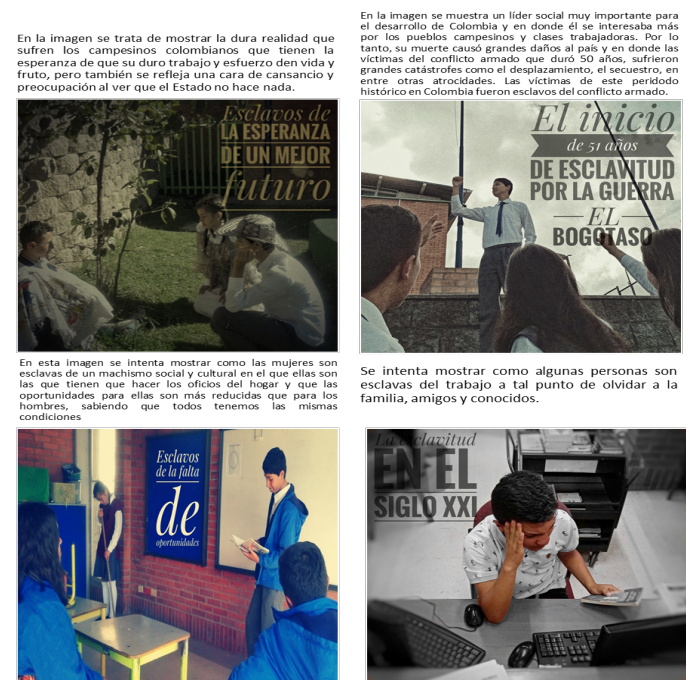 En la imagen se trata de mostrar la dura realidad que
sufren los campesinos colombianos que tienen la
esperanza de que su duro trabajo y esfuerzo den vida y
fruto, pero también se refleja una cara de cansancio y
preocupación al ver que el Estado no hace nada.
Esclavos de
LA ESPERANZA
DE UN MEJOR
futuro
En la imagen se muestra un líder social muy importante para
el desarrollo de Colombia y en donde él se interesaba más
por los pueblos campesinos y clases trabajadoras. Por lo
tanto, su muerte causó grandes daños al país y en donde las
víctimas del conflicto armado que duró 50 años, sufrieron
grandes catástrofes como el desplazamiento, el secuestro, en
entre otras atrocidades. Las víctimas de este peridodo
histórico en Colombia fueron esclavos del conflicto armado.
El inicio
de 51 años
DE ESCLAVITUD
POR LA GUERRA
EL
BOGOTASO
En esta imagen se intenta mostrar como las mujeres son
esclavas de un machismo social y cultural en el que ellas son
las que tienen que hacer los oficios del hogar y que las
oportunidades para ellas son más reducidas que para los
hombres, sabiendo que todos tenemos las mismas
condiciones
Esclavos
de la falta
de
oportunidades
Se intenta mostrar como algunas personas son
esclavas del trabajo a tal punto de olvidar a la
familia, amigos y conocidos.
La esclavitud
EN EL
SIGLO XXI